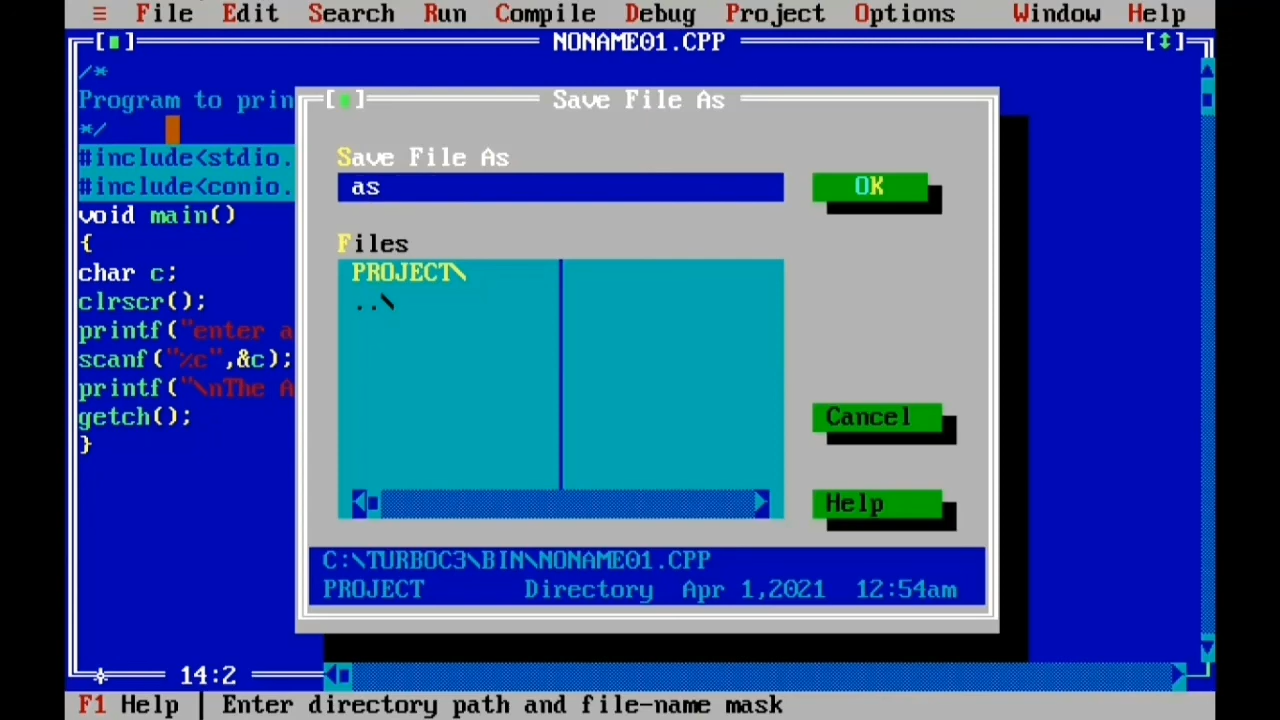 ≡ File Edit Search Run Compile Debug Project Options Window Help
[■] NONAME01.CPP [↕]
/*
Program to prin
*/
#include<stdio.
#include<conio.
void main()
{
char c;
clrscr();
printf("enter a
scanf("%c",&c);
printf("\nThe A
getch();
}
[■] Save File As
Save File As
as
OK
Files
PROJECT\
..\
Cancel
Help
C:\TURBOC3\BIN\NONAME01.CPP
PROJECT Directory Apr 1,2021 12:54am
14:2
F1 Help │ Enter directory path and file-name mask